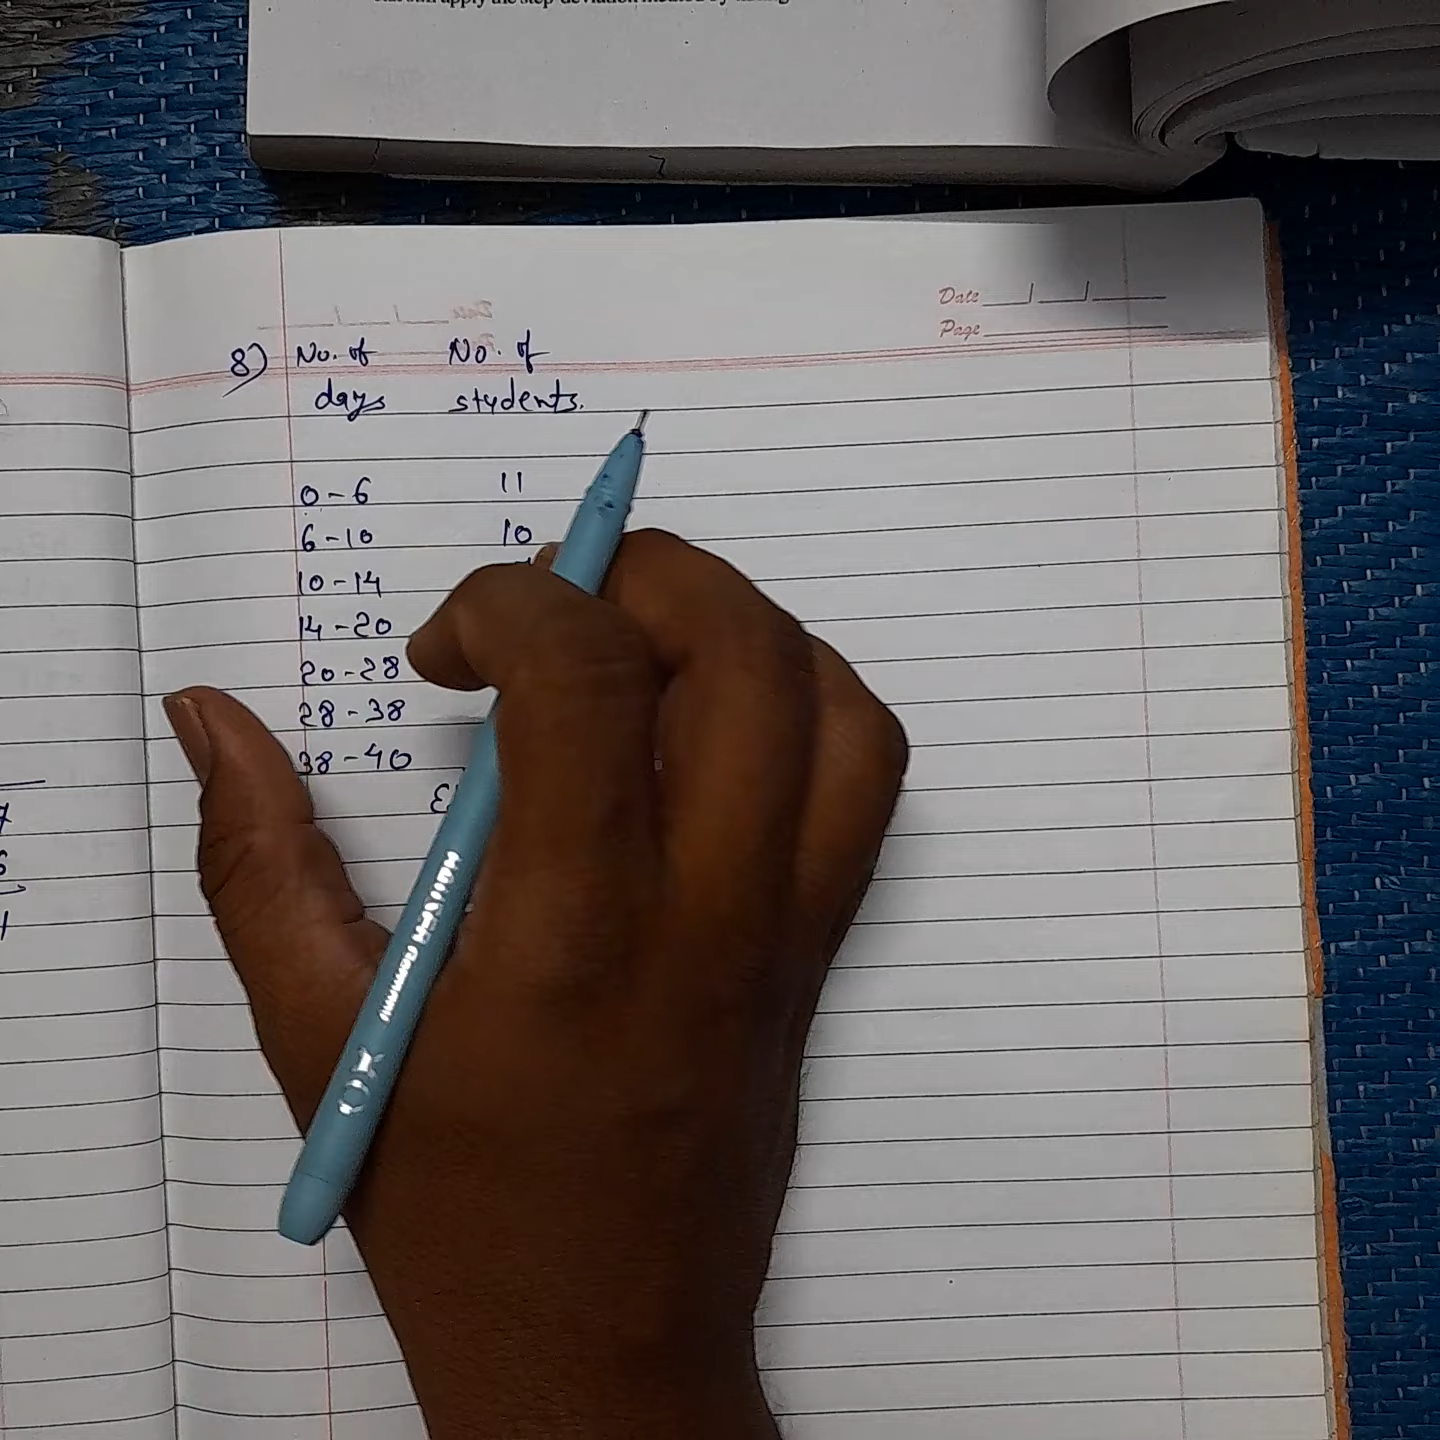 Date
Page
8) No. of No. of
days students.
0 - 6 11
6 - 10 10
10 - 14
14 - 20
20 - 28
28 - 38
38 - 40
OK